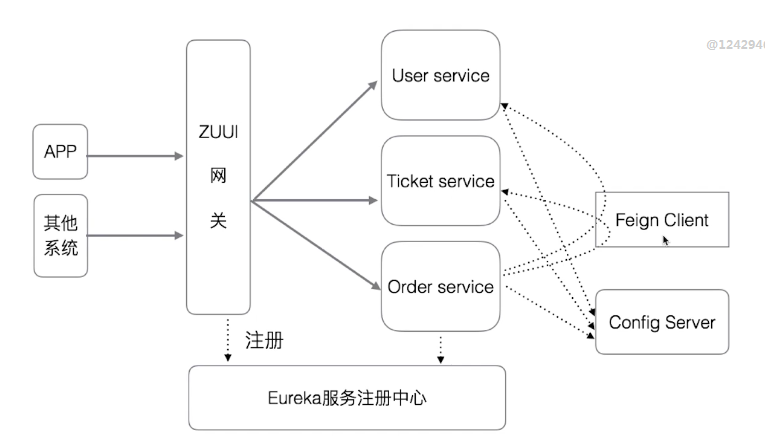 @124294
User service
ZUUl
APP
网
Ticket service
关
其他
系统
Feign Client
Order service
Config Server
注册
Eureka服务注册中心